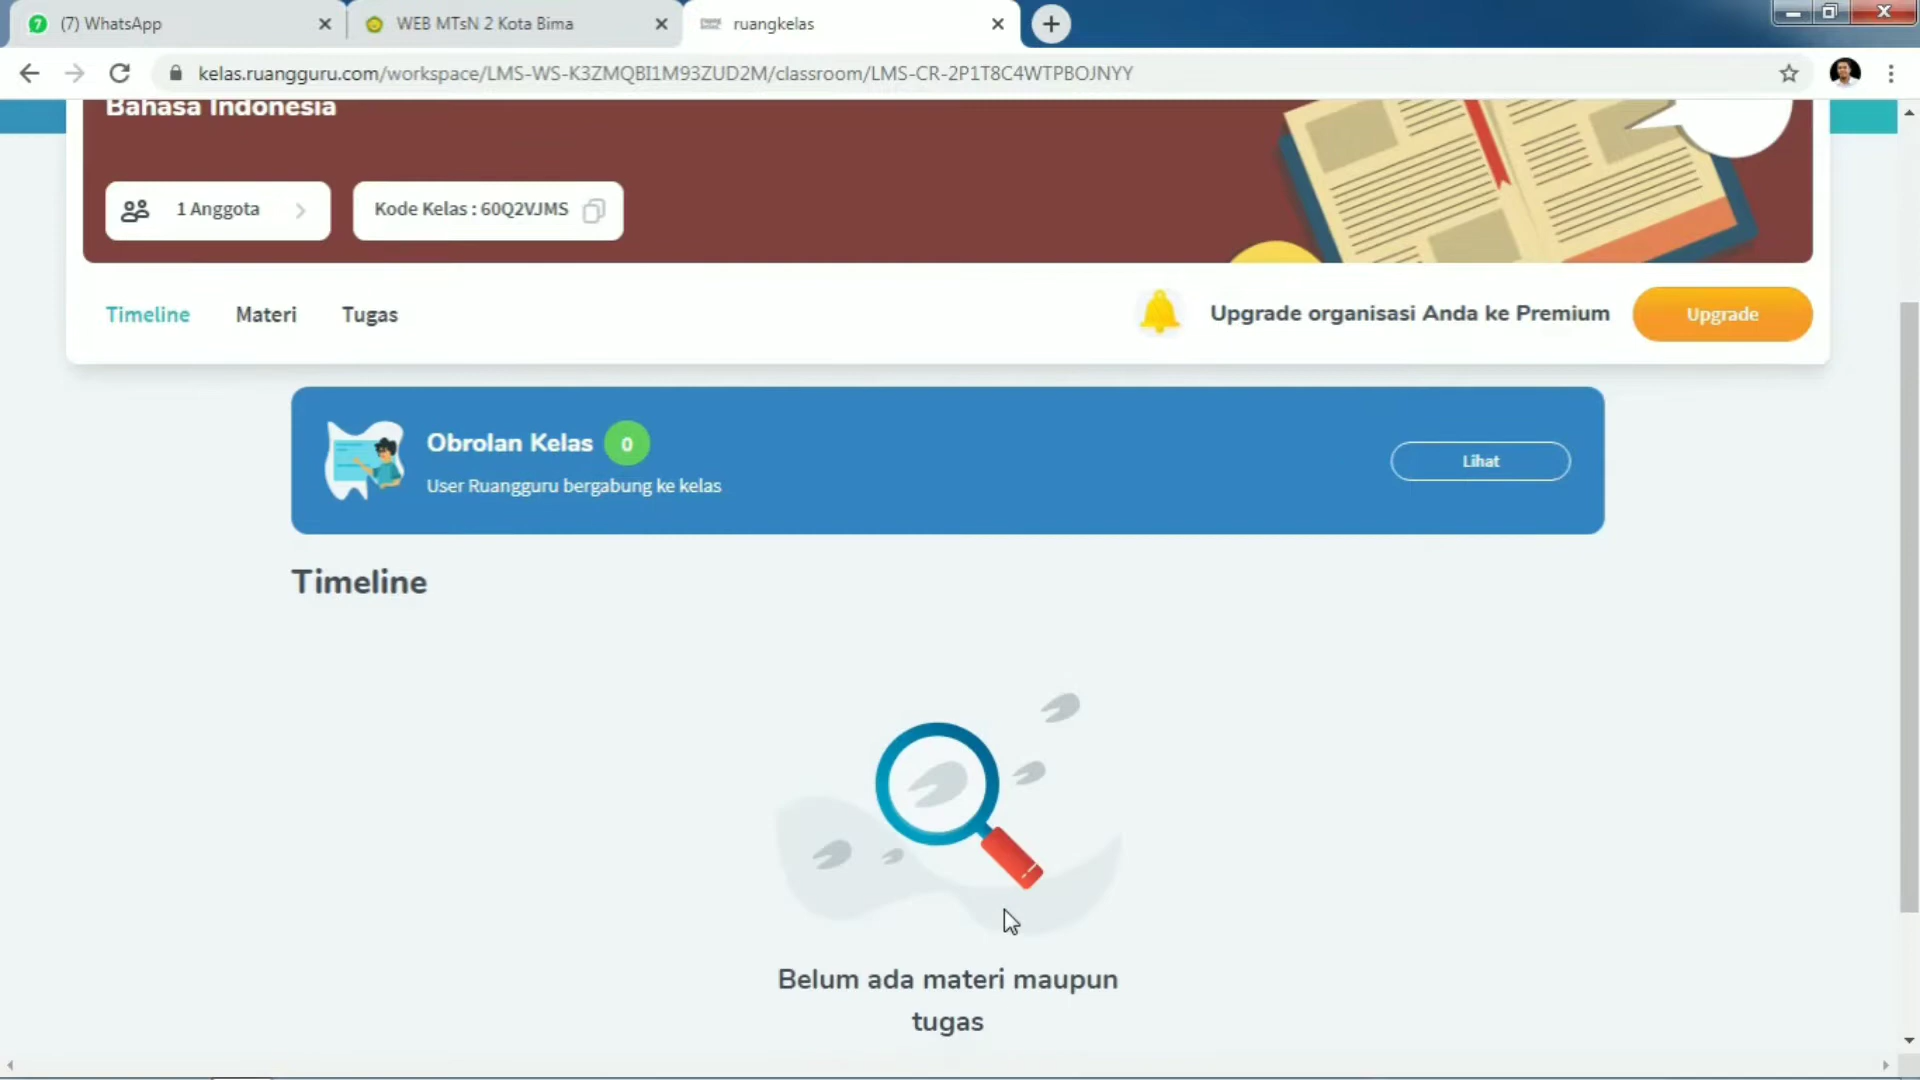 (7) WhatsApp
WEB MTsN 2 Kota Bima
ruangkelas
kelas.ruangguru.com/workspace/LMS-WS-K3ZMQBI1M93ZUD2M/classroom/LMS-CR-2P1T8C4WTPBOJNYY
Bahasa Indonesia
1 Anggota
Kode Kelas : 60Q2VJMS
Timeline
Materi
Tugas
Upgrade organisasi Anda ke Premium
Upgrade
Obrolan Kelas 0
User Ruangguru bergabung ke kelas
Lihat
Timeline
Belum ada materi maupun
tugas